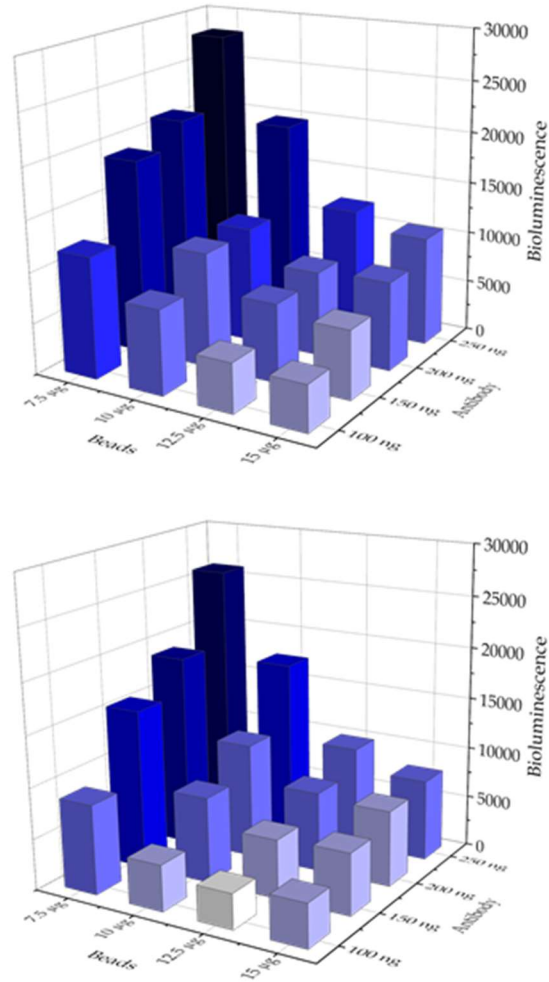 30000
25000
20000
15000
10000
5000
0
Bioluminescence
250 ng
200 ng
150 ng
100 ng
Antibody
7.5 µg
10 µg
12.5 µg
15 µg
Beads
30000
25000
20000
15000
10000
5000
0
Bioluminescence
250 ng
200 ng
150 ng
100 ng
Antibody
7.5 µg
10 µg
12.5 µg
15 µg
Beads